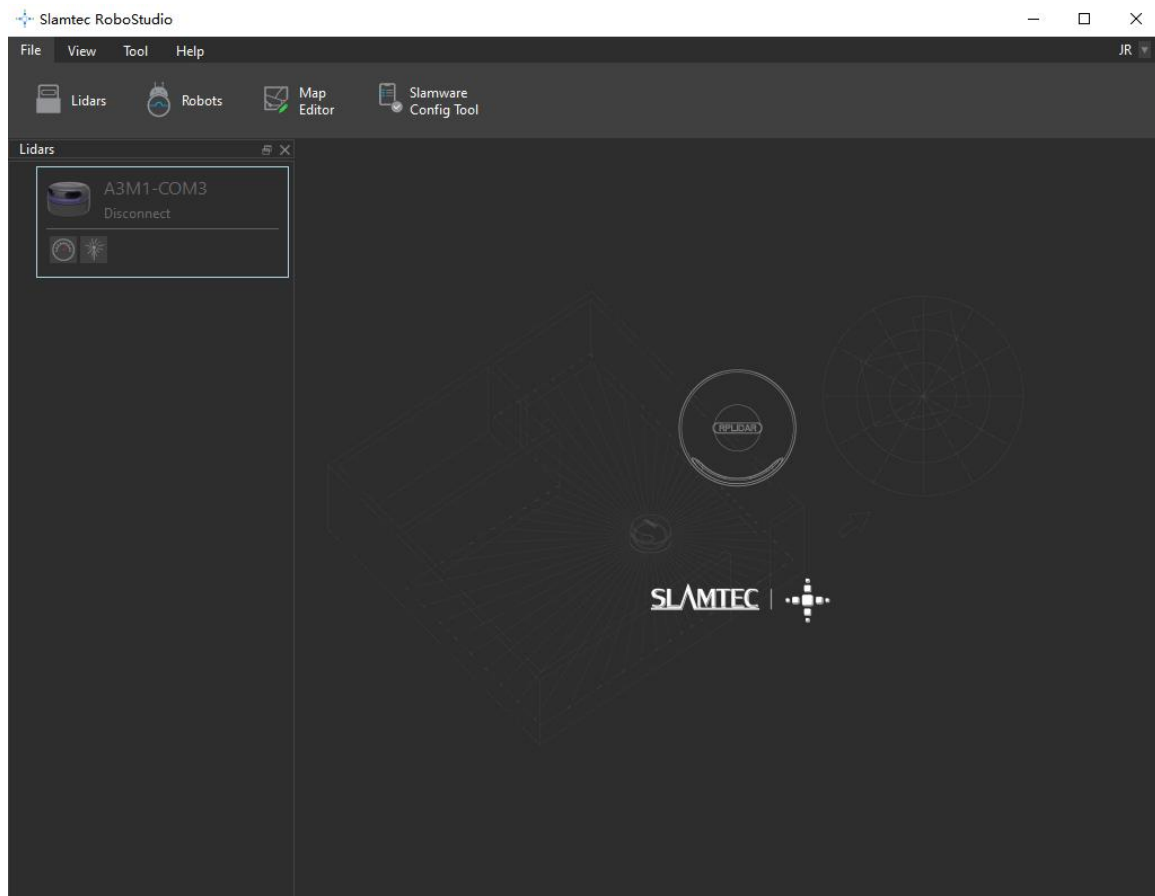 Slamtec RoboStudio
File View Tool Help JR
Lidars
Robots
Map
Editor
Slamware
Config Tool
Lidars
A3M1-COM3
Disconnect
RPLIDAR
SLAMTEC